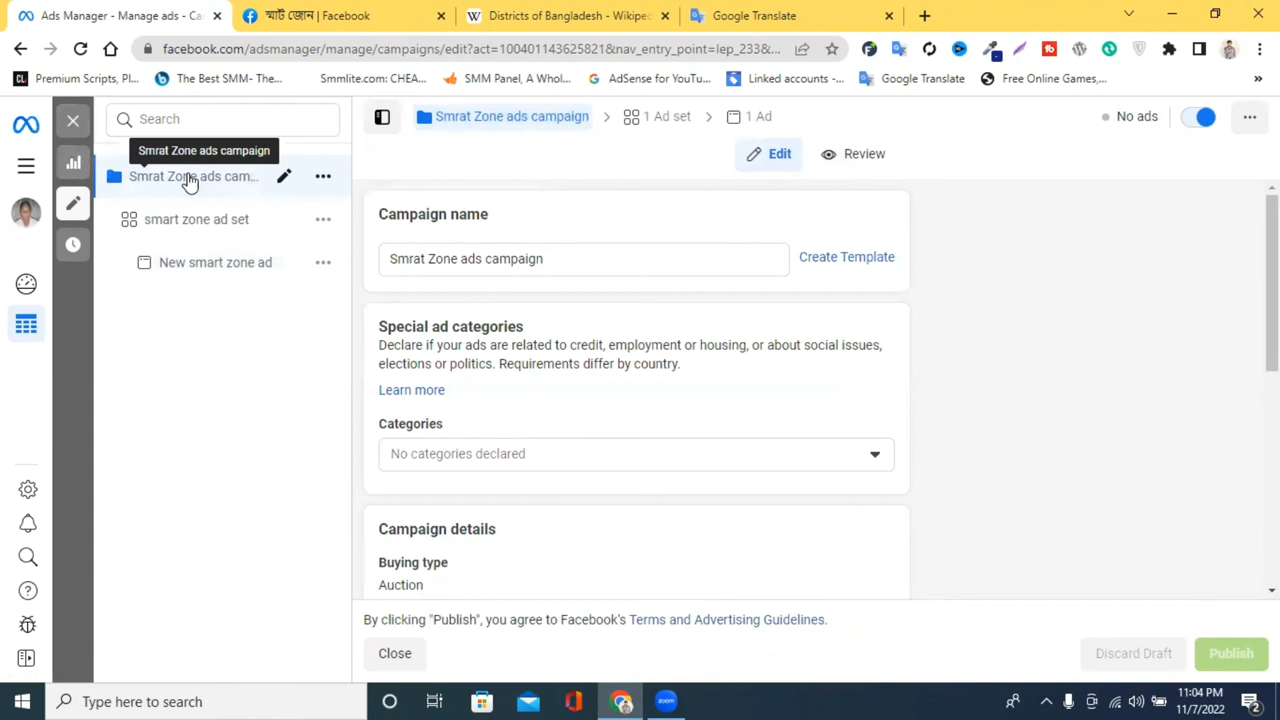 Ads Manager - Manage ads - Ca
স্মার্ট জোন | Facebook
Districts of Bangladesh - Wikiped
Google Translate
facebook.com/adsmanager/manage/campaigns/edit?act=100401143625821&nav_entry_point=lep_233&...
Premium Scripts, Pl...
The Best SMM- The...
Smmlite.com: CHEA...
SMM Panel, A Whol...
AdSense for YouTu...
Linked accounts -...
Google Translate
Free Online Games,...
»
Search
Smrat Zone ads campaign
Smrat Zone ads cam...
smart zone ad set
New smart zone ad
Smrat Zone ads campaign
1 Ad set
1 Ad
No ads
Edit
Review
Campaign name
Smrat Zone ads campaign
Create Template
Special ad categories
Declare if your ads are related to credit, employment or housing, or about social issues,
elections or politics. Requirements differ by country.
Learn more
Categories
No categories declared
Campaign details
Buying type
Auction
By clicking "Publish", you agree to Facebook's Terms and Advertising Guidelines.
Close
Discard Draft
Publish
Type here to search
11:04 PM
11/7/2022
2